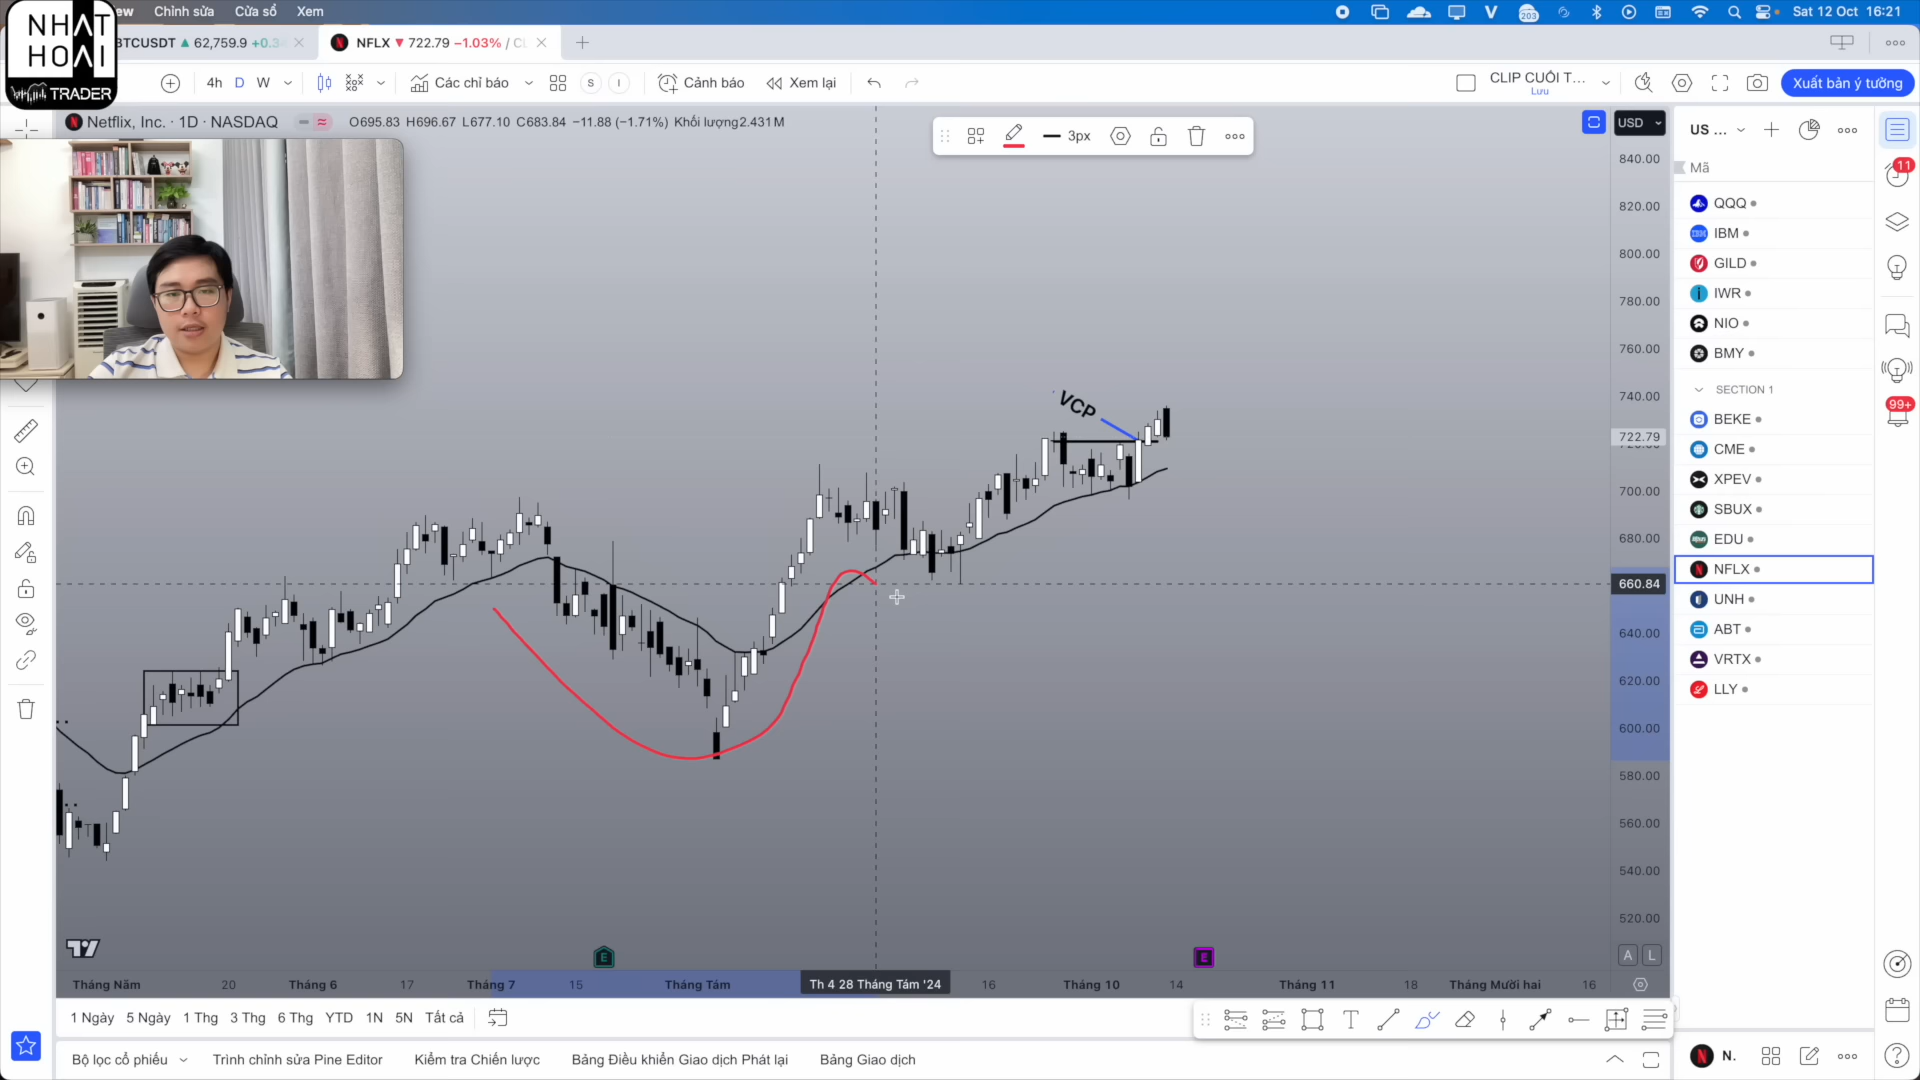 NHAT
HOAI
TRADER
ew Chỉnh sửa Cửa sổ Xem
203
Sat 12 Oct 16:21
BTCUSDT 62,759.9 +0.3
NFLX 722.79 −1.03% / CL
4h D W
Các chỉ báo
S I
Cảnh báo
Xem lại
CLIP CUỐI T...
Lưu
Xuất bản ý tưởng
Netflix, Inc. · 1D · NASDAQ
O695.83 H696.67 L677.10 C683.84 −11.88 (−1.71%) Khối lượng2.431 M
3px
USD
840.00
820.00
800.00
780.00
760.00
740.00
722.79
700.00
680.00
660.84
640.00
620.00
600.00
580.00
560.00
540.00
520.00
A L
VCP
E
E
Tháng Năm 20 Tháng 6 17 Tháng 7 15 Tháng Tám Th 4 28 Tháng Tám '24 16 Tháng 10 14 Tháng 11 18 Tháng Mười hai 16
US ...
Mã
QQQ
IBM
GILD
IWR
NIO
BMY
SECTION 1
BEKE
CME
XPEV
SBUX
EDU
NFLX
UNH
ABT
VRTX
LLY
11
99+
N.
1 Ngày 5 Ngày 1 Thg 3 Thg 6 Thg YTD 1N 5N Tất cả
Bộ lọc cổ phiếu Trình chỉnh sửa Pine Editor Kiểm tra Chiến lược Bảng Điều khiển Giao dịch Phát lại Bảng Giao dịch